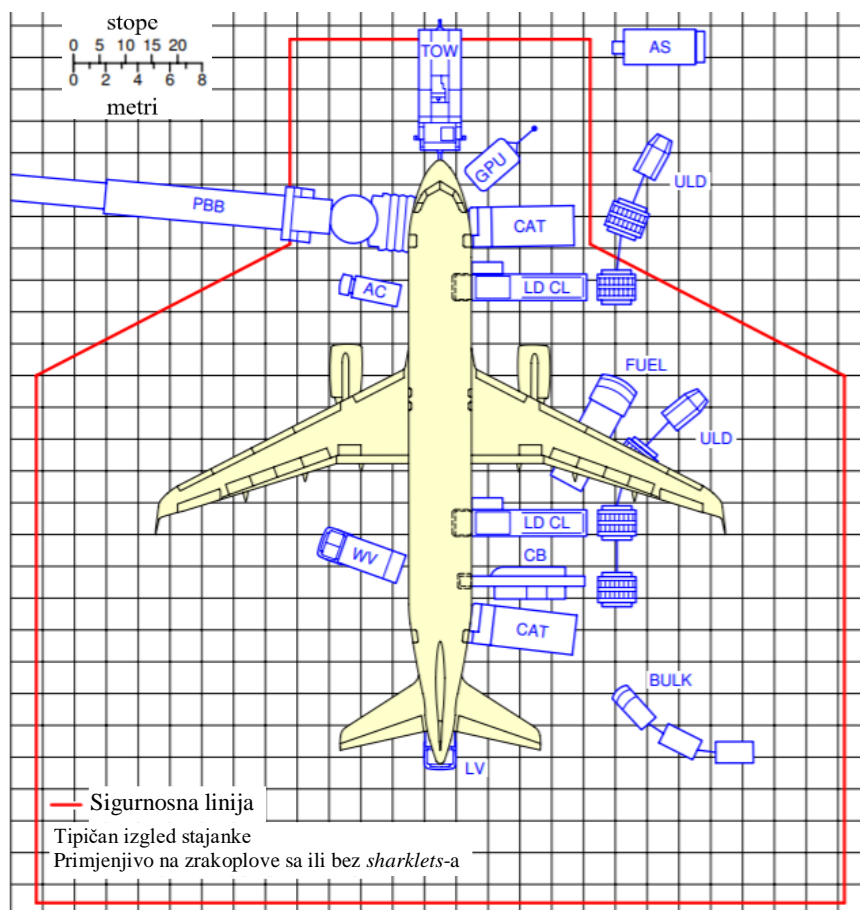 stope
0 5 10 15 20
0 2 4 6 8
metri
TOW
AS
GPU
ULD
PBB
CAT
AC
LD CL
FUEL
ULD
LD CL
WV
CB
CAT
BULK
LV
Sigurnosna linija
Tipičan izgled stajanke
Primjenjivo na zrakoplove sa ili bez sharklets-a